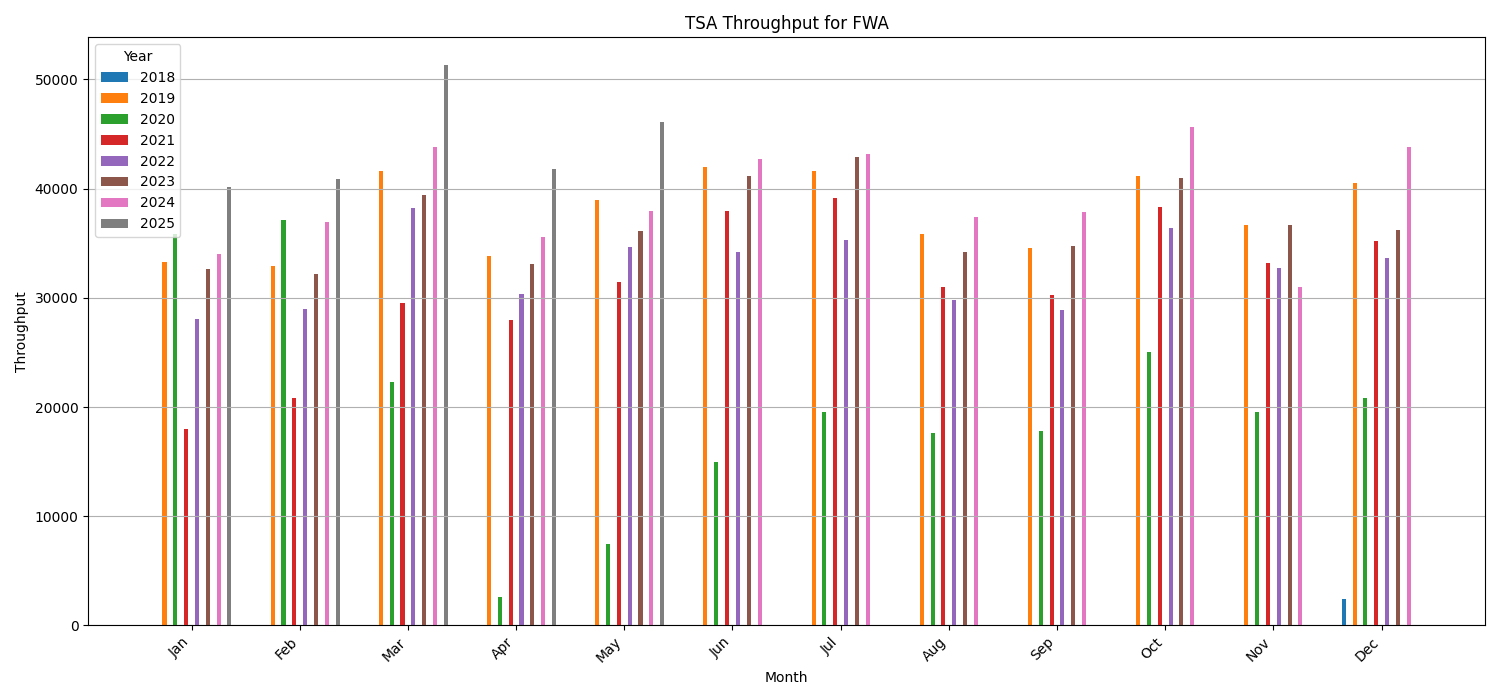 TSA Throughput for FWA
Year
2018
2019
2020
2021
2022
2023
2024
2025
Throughput
50000
40000
30000
20000
10000
0
Jan
Feb
Mar
Apr
May
Jun
Jul
Aug
Sep
Oct
Nov
Dec
Month